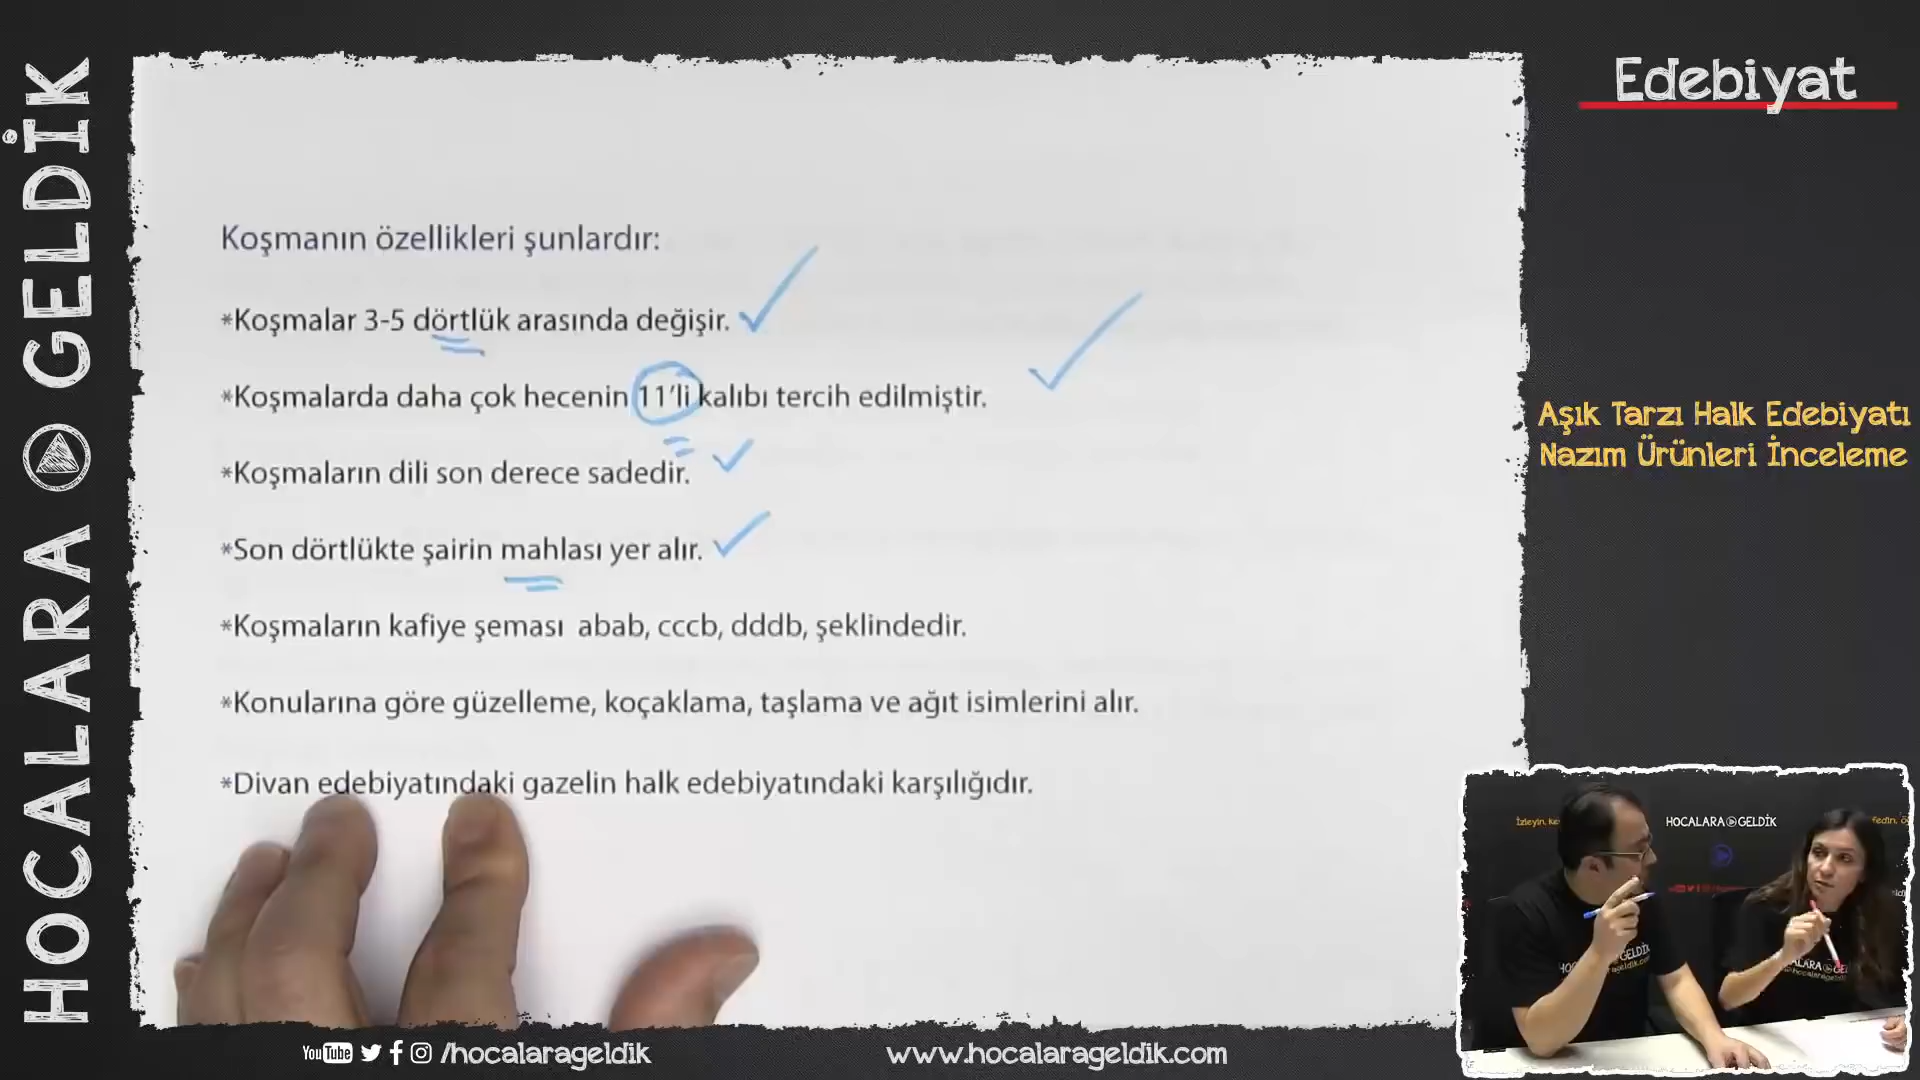 HOCALARA GELDİK
Edebiyat
Koşmanın özellikleri şunlardır:
*Koşmalar 3-5 dörtlük arasında değişir.
*Koşmalarda daha çok hecenin 11'li kalıbı tercih edilmiştir.
*Koşmaların dili son derece sadedir.
*Son dörtlükte şairin mahlası yer alır.
*Koşmaların kafiye şeması abab, cccb, dddb, şeklindedir.
*Konularına göre güzelleme, koçaklama, taşlama ve ağıt isimlerini alır.
*Divan edebiyatındaki gazelin halk edebiyatındaki karşılığıdır.
Aşık Tarzı Halk Edebiyatı
Nazım Ürünleri İnceleme
HOCALARA GELDİK
YouTube /hocalarageldik
www.hocalarageldik.com